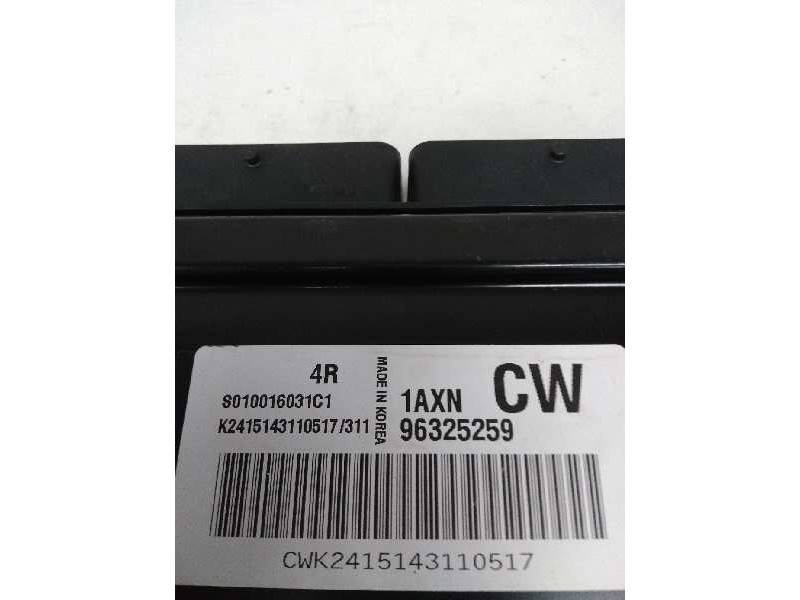 4R
S010016031C1
K2415143110517/311
MADE IN KOREA
1AXN CW
96325259
CWK2415143110517